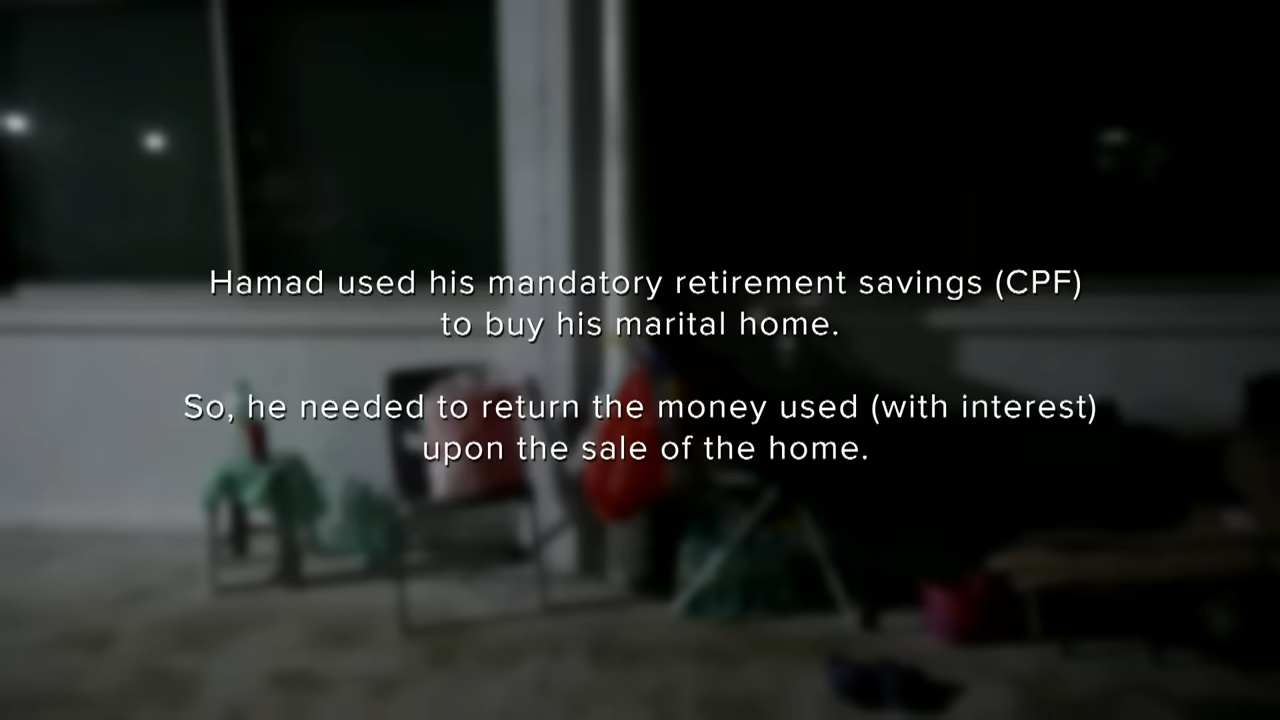 Hamad used his mandatory retirement savings (CPF)
to buy his marital home.
So, he needed to return the money used (with interest)
upon the sale of the home.